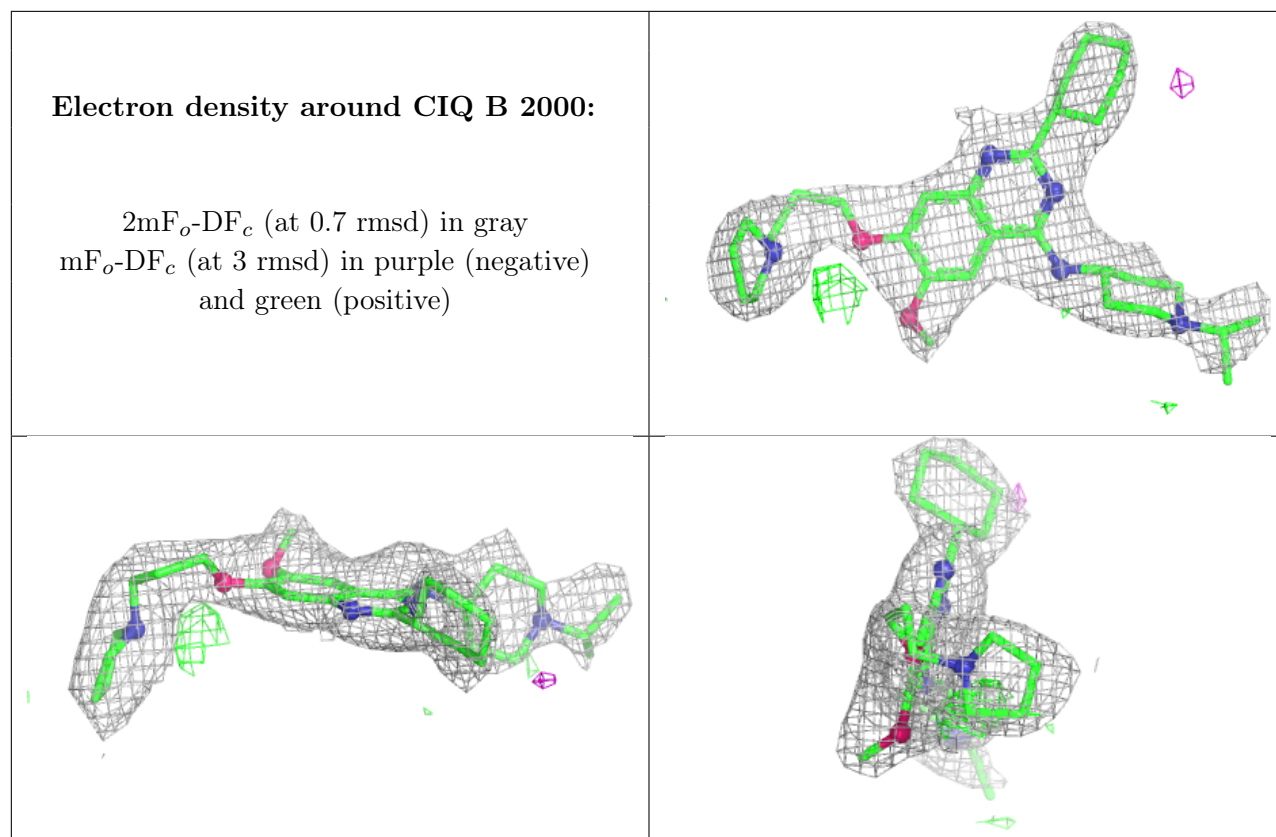 Electron density around CIQ B 2000:
2mFₒ-DF𝒸 (at 0.7 rmsd) in gray
mFₒ-DF𝒸 (at 3 rmsd) in purple (negative)
and green (positive)